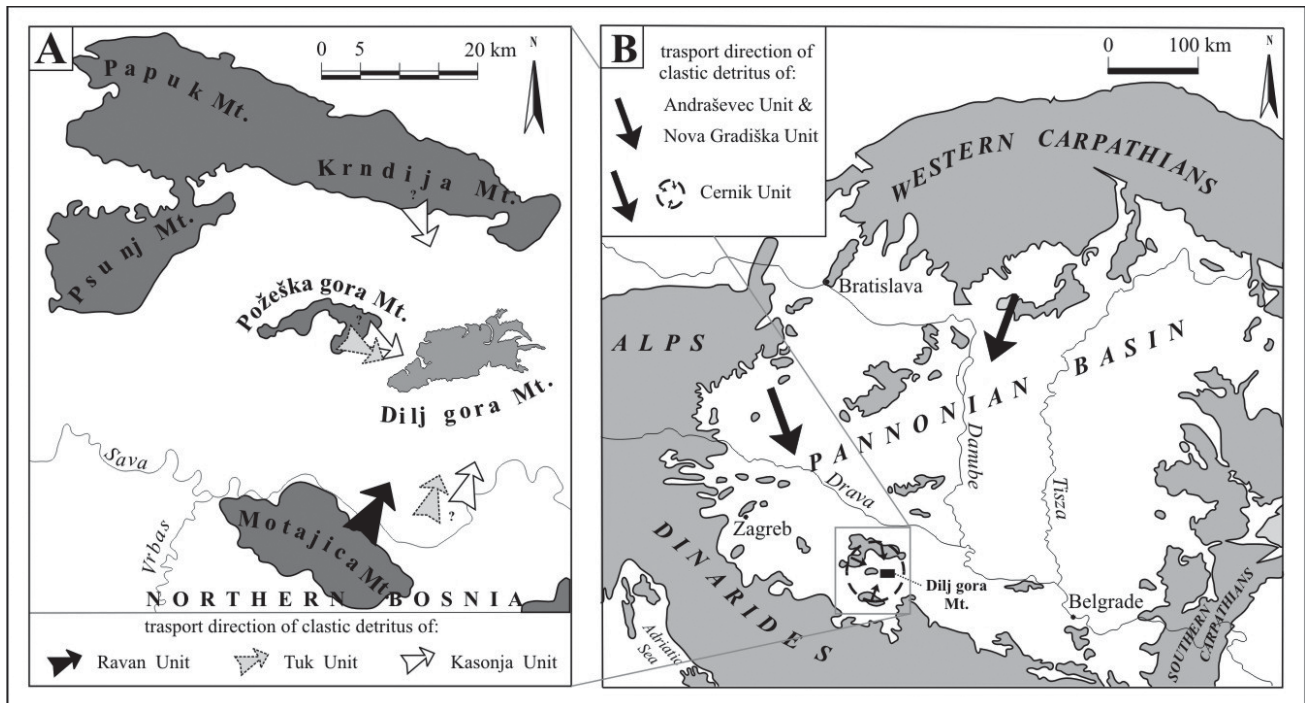 A
0 5 20 km
N
Papuk Mt.
Krndija Mt.
?
Psunj Mt.
Požeška gora Mt.
?
Dilj gora Mt.
Sava
Vrbas
Motajica Mt.
?
NORTHERN BOSNIA
trasport direction of clastic detritus of:
Ravan Unit
Tuk Unit
Kasonja Unit
B
trasport direction of
clastic detritus of:
Andraševec Unit &
Nova Gradiška Unit
Cernik Unit
0 100 km
N
WESTERN CARPATHIANS
Bratislava
ALPS
PANNONIAN BASIN
Danube
Tisza
Drava
Zagreb
DINARIDES
Dilj gora
Mt.
Belgrade
Adriatic
Sea
SOUTHERN
CARPATHIANS